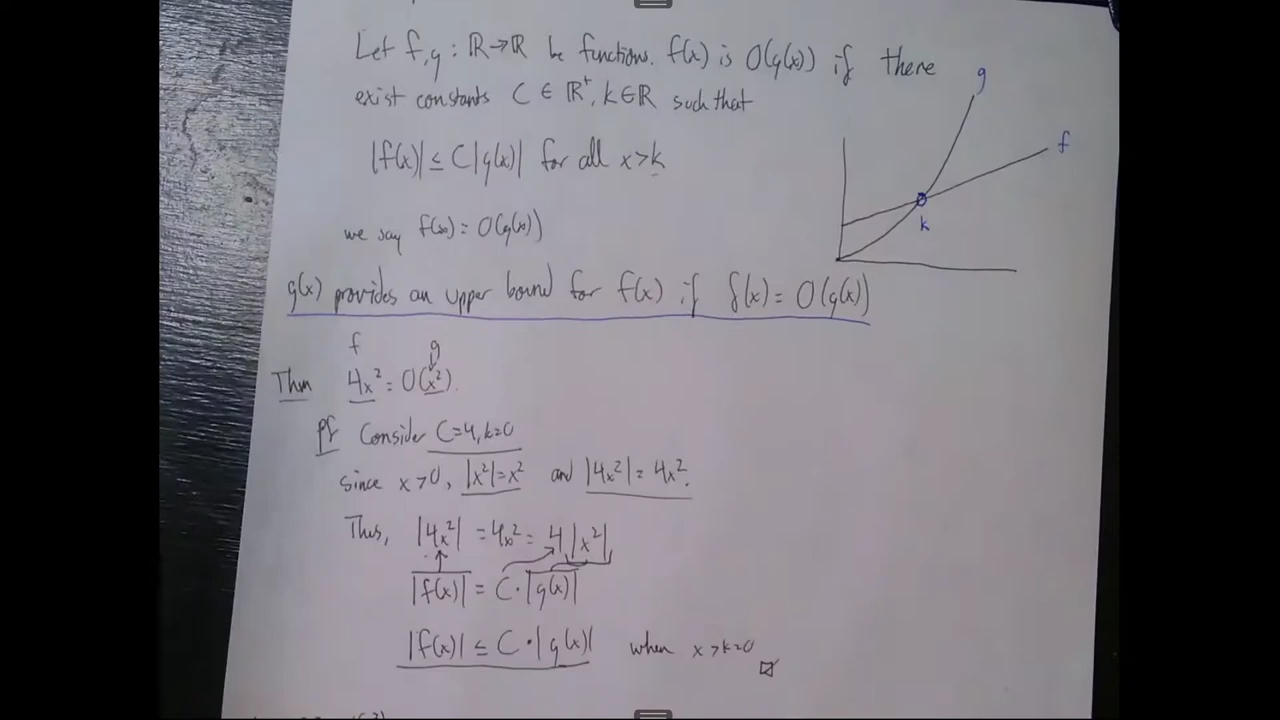 Let f,g : ℝ→ℝ be functions. f(x) is O(g(x)) if there
exist constants C ∈ ℝ⁺, k∈ℝ such that
|f(x)| ≤ C|g(x)| for all x>k
we say f(x) = O(g(x))
g
f
k
g(x) provides an upper bound for f(x) if f(x) = O(g(x))
f g
Thm 4x² = O(x²).
Pf Consider C=4, k=0
Since x>0, |x²|=x² and |4x²| = 4x².
Thus, |4x²| = 4x² = 4|x²|
|f(x)| = C·|g(x)|
|f(x)| ≤ C·|g(x)| when x>k=0